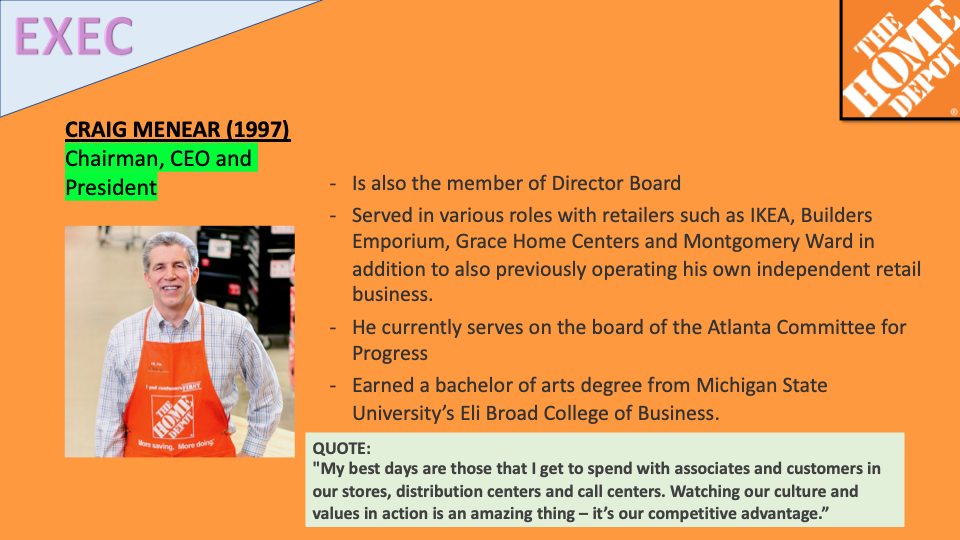 EXEC
THE
HOME
DEPOT
®
CRAIG MENEAR (1997)
Chairman, CEO and
President
- Is also the member of Director Board
- Served in various roles with retailers such as IKEA, Builders
Emporium, Grace Home Centers and Montgomery Ward in
addition to also previously operating his own independent retail
business.
- He currently serves on the board of the Atlanta Committee for
Progress
- Earned a bachelor of arts degree from Michigan State
University’s Eli Broad College of Business.
I put customers FIRST
THE
HOME
DEPOT
More saving. More doing.
QUOTE:
"My best days are those that I get to spend with associates and customers in
our stores, distribution centers and call centers. Watching our culture and
values in action is an amazing thing – it’s our competitive advantage.”